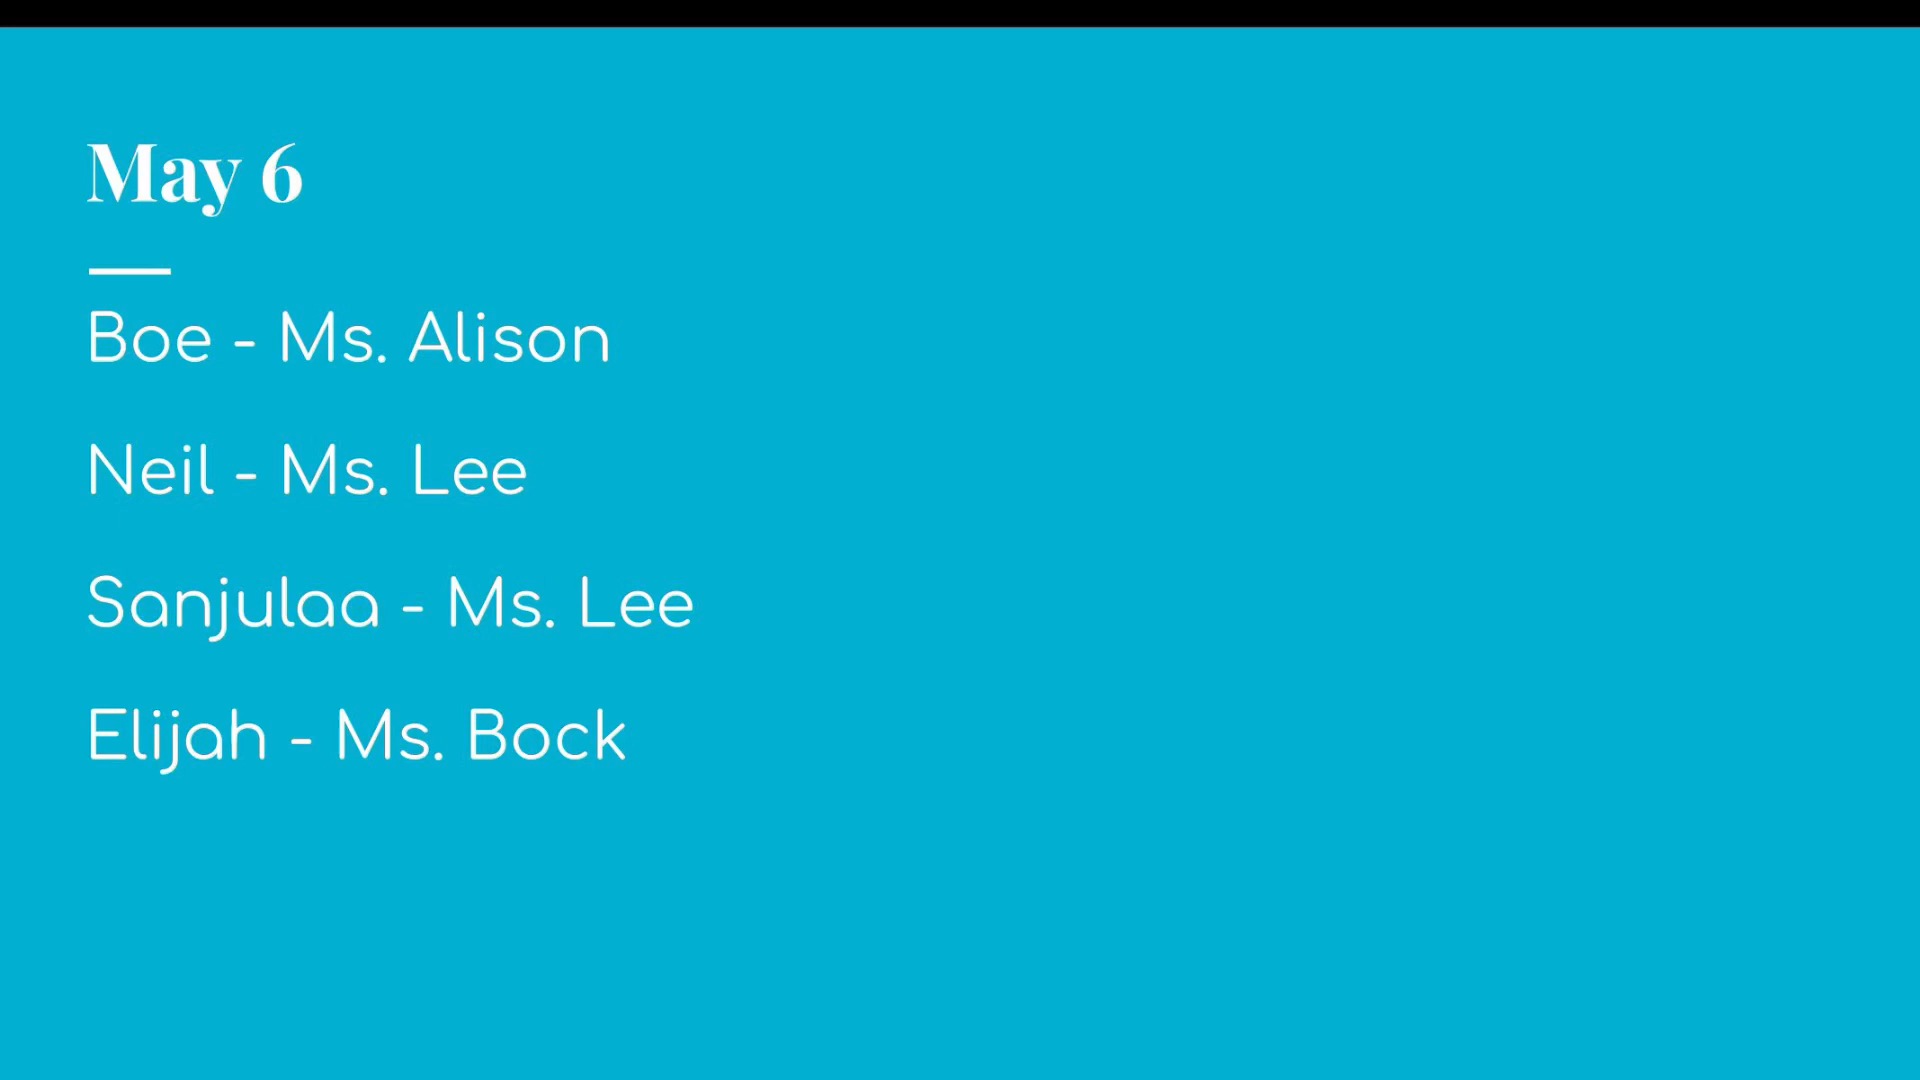 May 6
Boe - Ms. Alison
Neil - Ms. Lee
Sanjulaa - Ms. Lee
Elijah - Ms. Bock